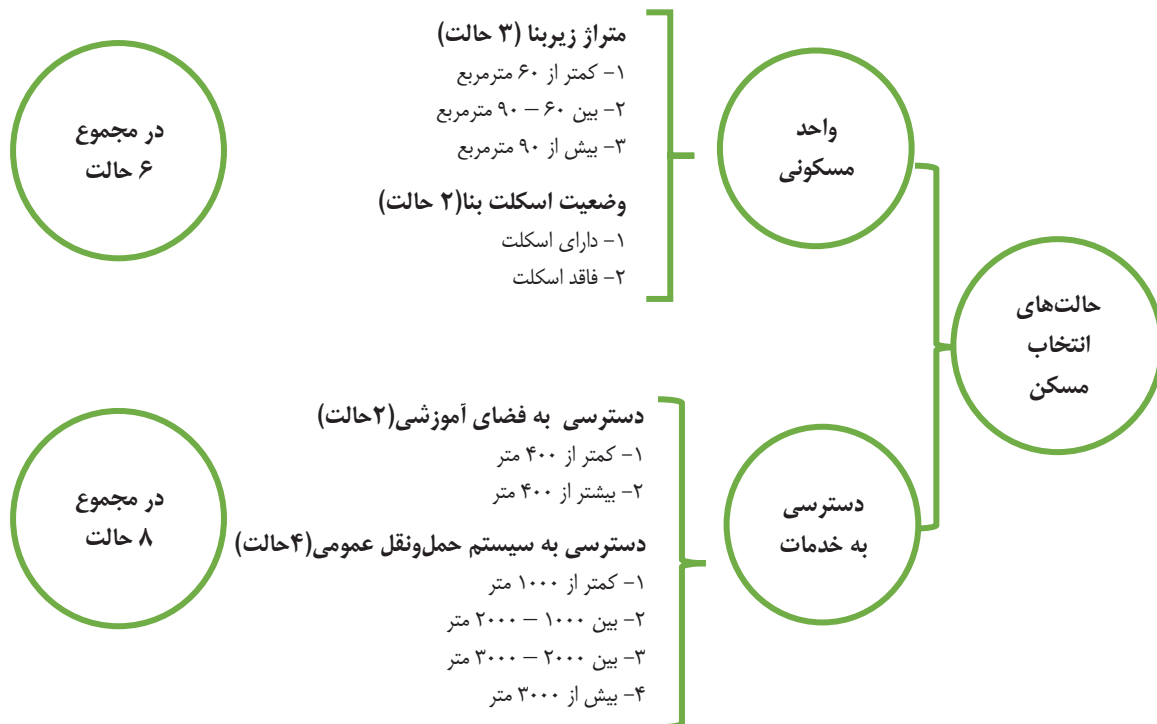 حالت‌های
انتخاب
مسکن
واحد
مسکونی
متراژ زیربنا (۳ حالت)
۱- کمتر از ۶۰ مترمربع
۲- بین ۶۰ – ۹۰ مترمربع
۳- بیش از ۹۰ مترمربع
وضعیت اسکلت بنا(۲ حالت)
۱- دارای اسکلت
۲- فاقد اسکلت
در مجموع
۶ حالت
دسترسی
به خدمات
دسترسی به فضای آموزشی(۲حالت)
۱- کمتر از ۴۰۰ متر
۲- بیشتر از ۴۰۰ متر
دسترسی به سیستم حمل‌ونقل عمومی(۴حالت)
۱- کمتر از ۱۰۰۰ متر
۲- بین ۱۰۰۰ – ۲۰۰۰ متر
۳- بین ۲۰۰۰ – ۳۰۰۰ متر
۴- بیش از ۳۰۰۰ متر
در مجموع
۸ حالت